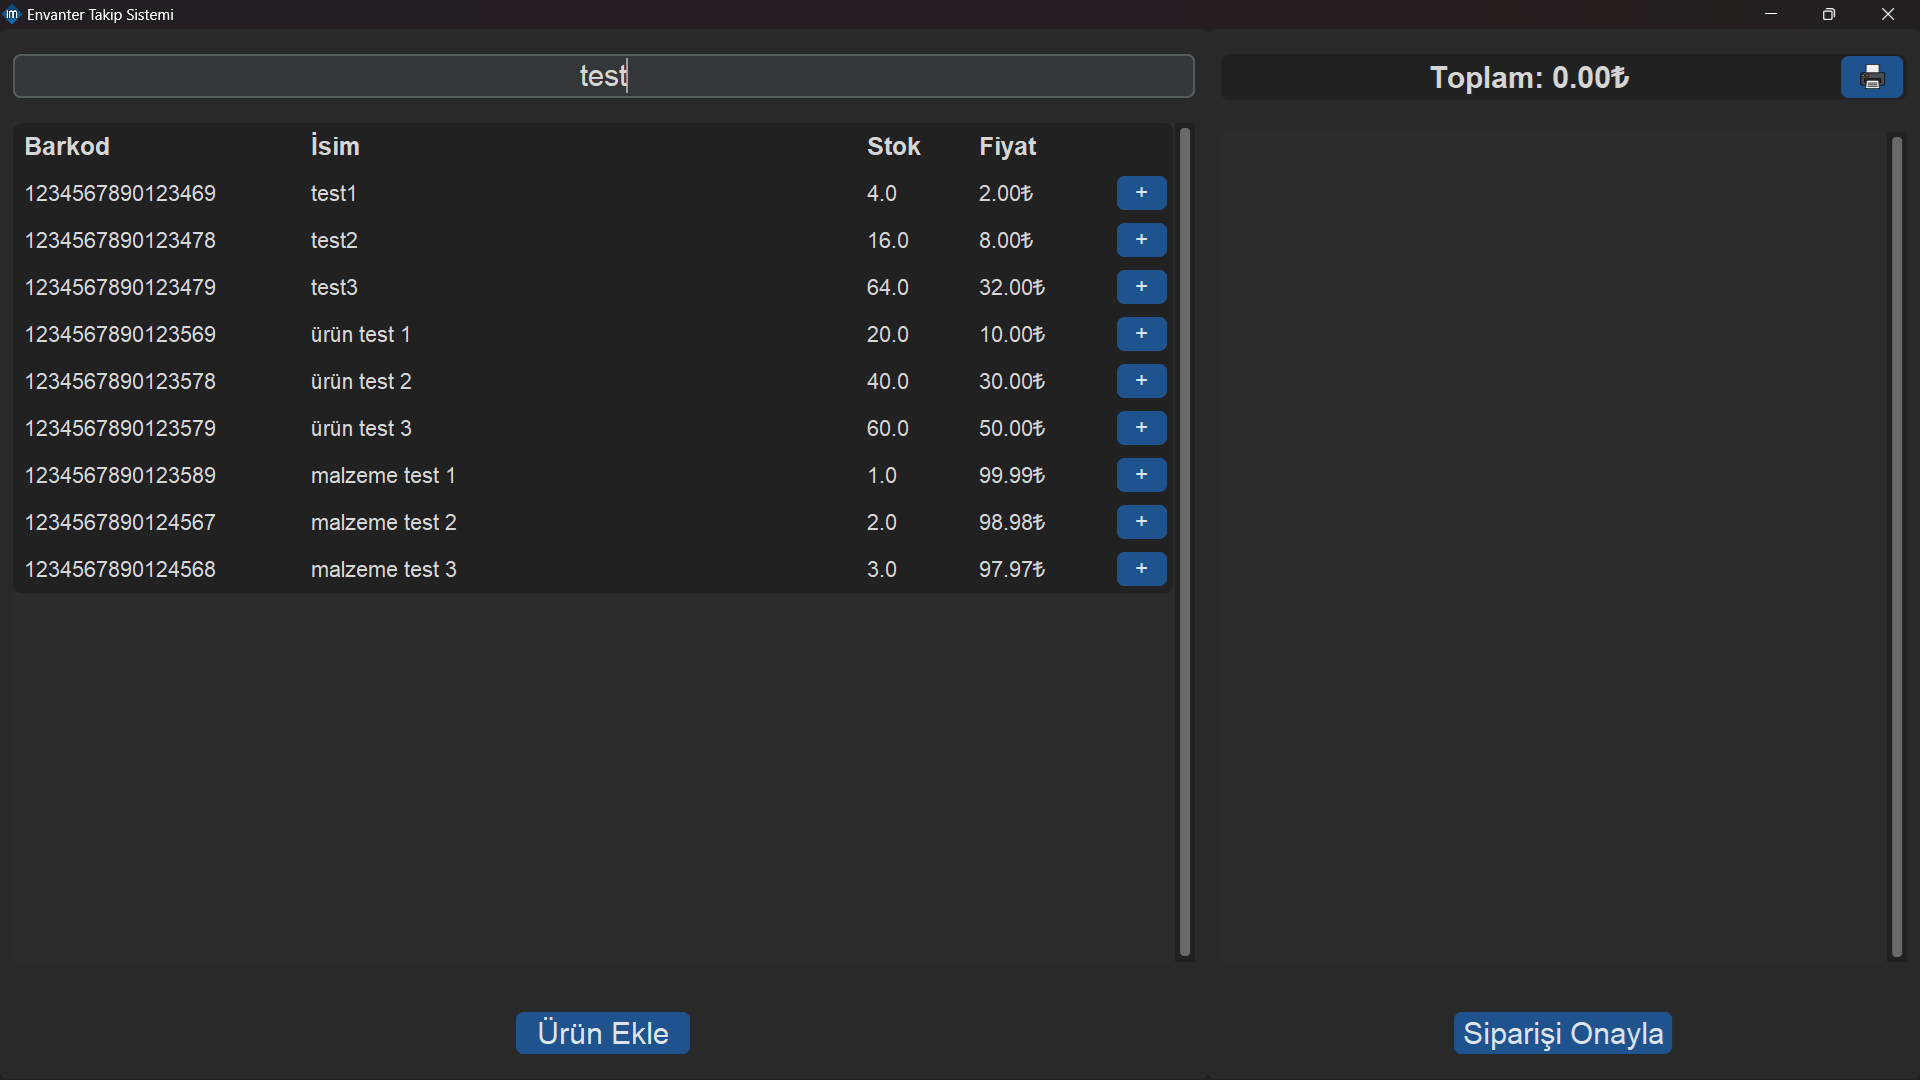 Envanter Takip Sistemi
test
Toplam: 0.00₺
Barkod İsim Stok Fiyat
1234567890123469 test1 4.0 2.00₺ +
1234567890123478 test2 16.0 8.00₺ +
1234567890123479 test3 64.0 32.00₺ +
1234567890123569 ürün test 1 20.0 10.00₺ +
1234567890123578 ürün test 2 40.0 30.00₺ +
1234567890123579 ürün test 3 60.0 50.00₺ +
1234567890123589 malzeme test 1 1.0 99.99₺ +
1234567890124567 malzeme test 2 2.0 98.98₺ +
1234567890124568 malzeme test 3 3.0 97.97₺ +
Ürün Ekle
Siparişi Onayla